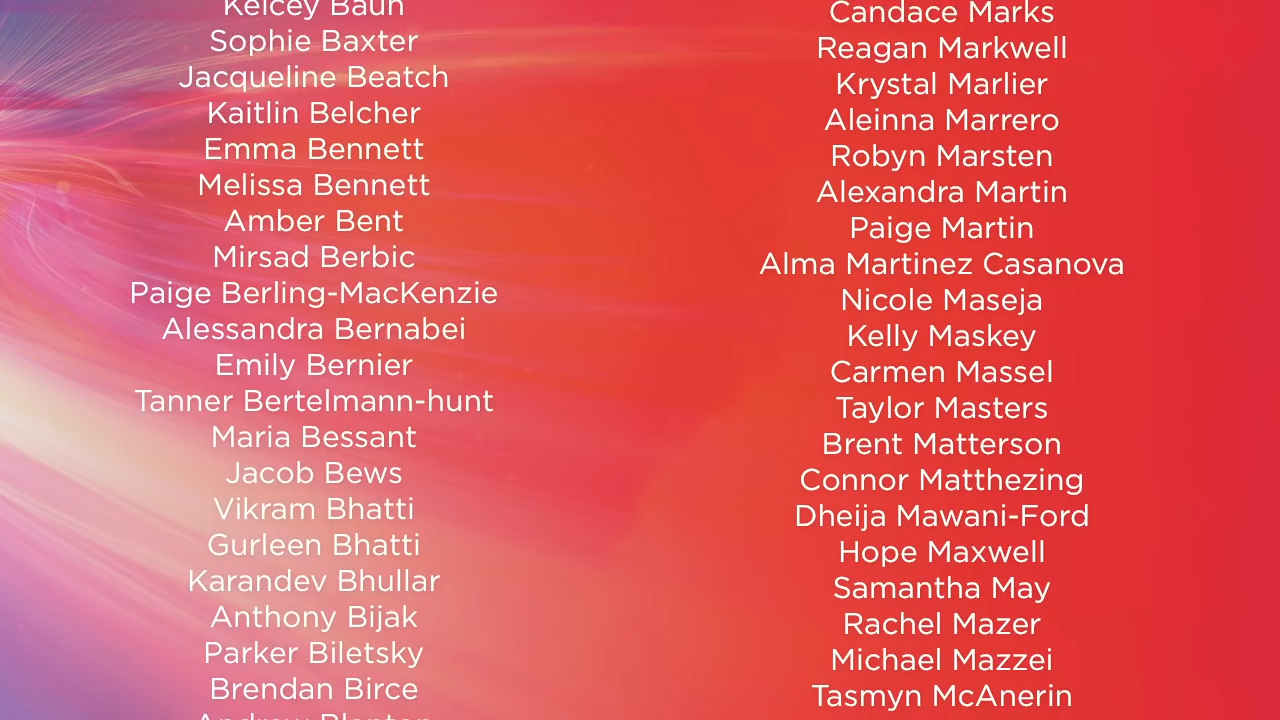 Kelcey Baun
Sophie Baxter
Jacqueline Beatch
Kaitlin Belcher
Emma Bennett
Melissa Bennett
Amber Bent
Mirsad Berbic
Paige Berling-MacKenzie
Alessandra Bernabei
Emily Bernier
Tanner Bertelmann-hunt
Maria Bessant
Jacob Bews
Vikram Bhatti
Gurleen Bhatti
Karandev Bhullar
Anthony Bijak
Parker Biletsky
Brendan Birce
Candace Marks
Reagan Markwell
Krystal Marlier
Aleinna Marrero
Robyn Marsten
Alexandra Martin
Paige Martin
Alma Martinez Casanova
Nicole Maseja
Kelly Maskey
Carmen Massel
Taylor Masters
Brent Matterson
Connor Matthezing
Dheija Mawani-Ford
Hope Maxwell
Samantha May
Rachel Mazer
Michael Mazzei
Tasmyn McAnerin